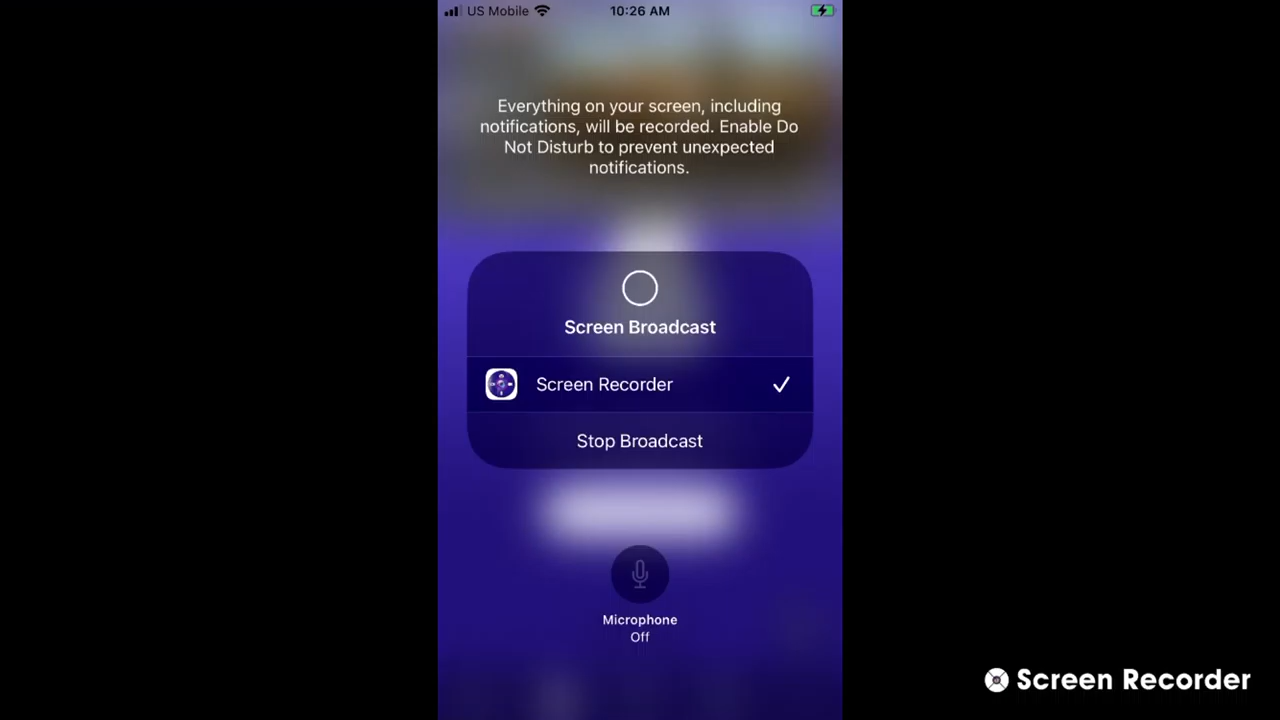 US Mobile 10:26 AM
Everything on your screen, including
notifications, will be recorded. Enable Do
Not Disturb to prevent unexpected
notifications.
Screen Broadcast
Screen Recorder
Stop Broadcast
Microphone
Off
Screen Recorder